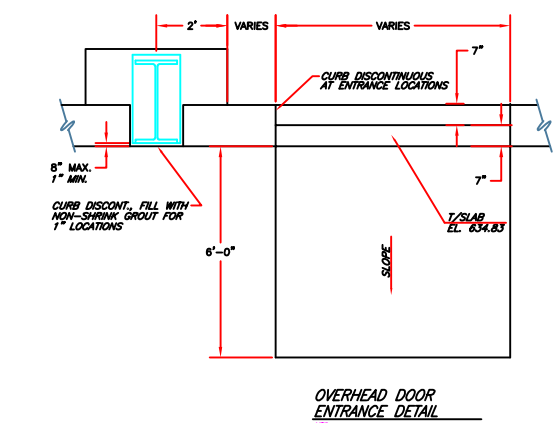 2'
VARIES
VARIES
7"
CURB DISCONTINUOUS
AT ENTRANCE LOCATIONS
8" MAX.
1" MIN.
7"
CURB DISCONT., FILL WITH
NON-SHRINK GROUT FOR
1" LOCATIONS
T/SLAB
EL. 634.83
6'-0"
SLOPE
OVERHEAD DOOR
ENTRANCE DETAIL